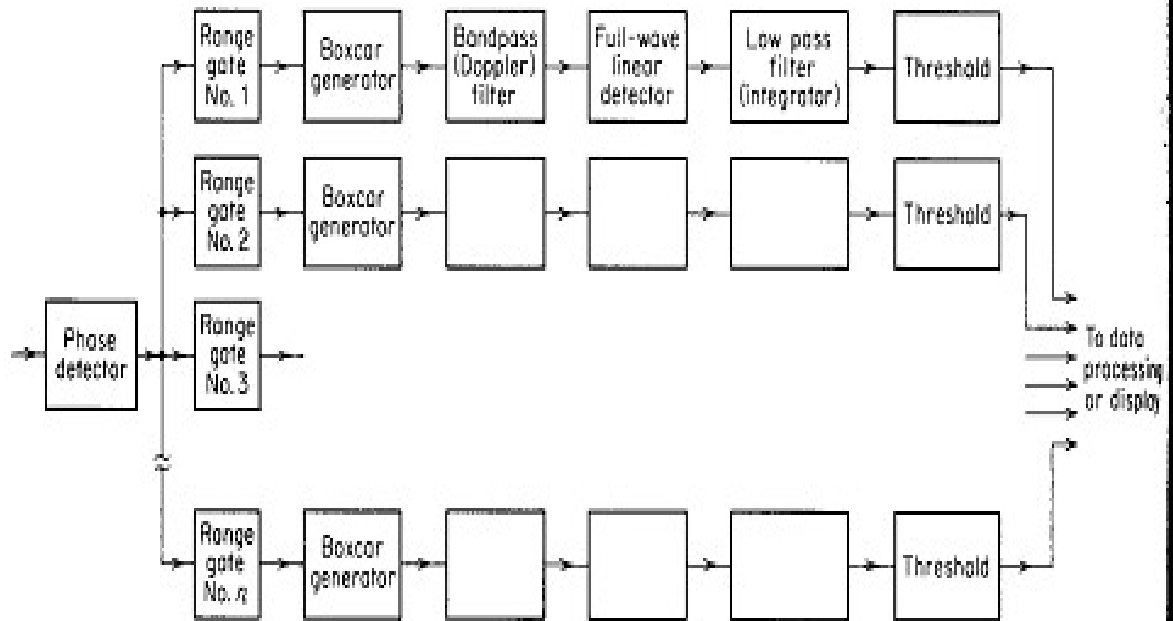 Range
gate
No. 1
Boxcar
generator
Bandpass
(Doppler)
filter
Full-wave
linear
detector
Low pass
filter
(integrator)
Threshold
Range
gate
No. 2
Boxcar
generator
Threshold
Phase
detector
Range
gate
No. 3
To data
processing
or display
Range
gate
No. n
Boxcar
generator
Threshold